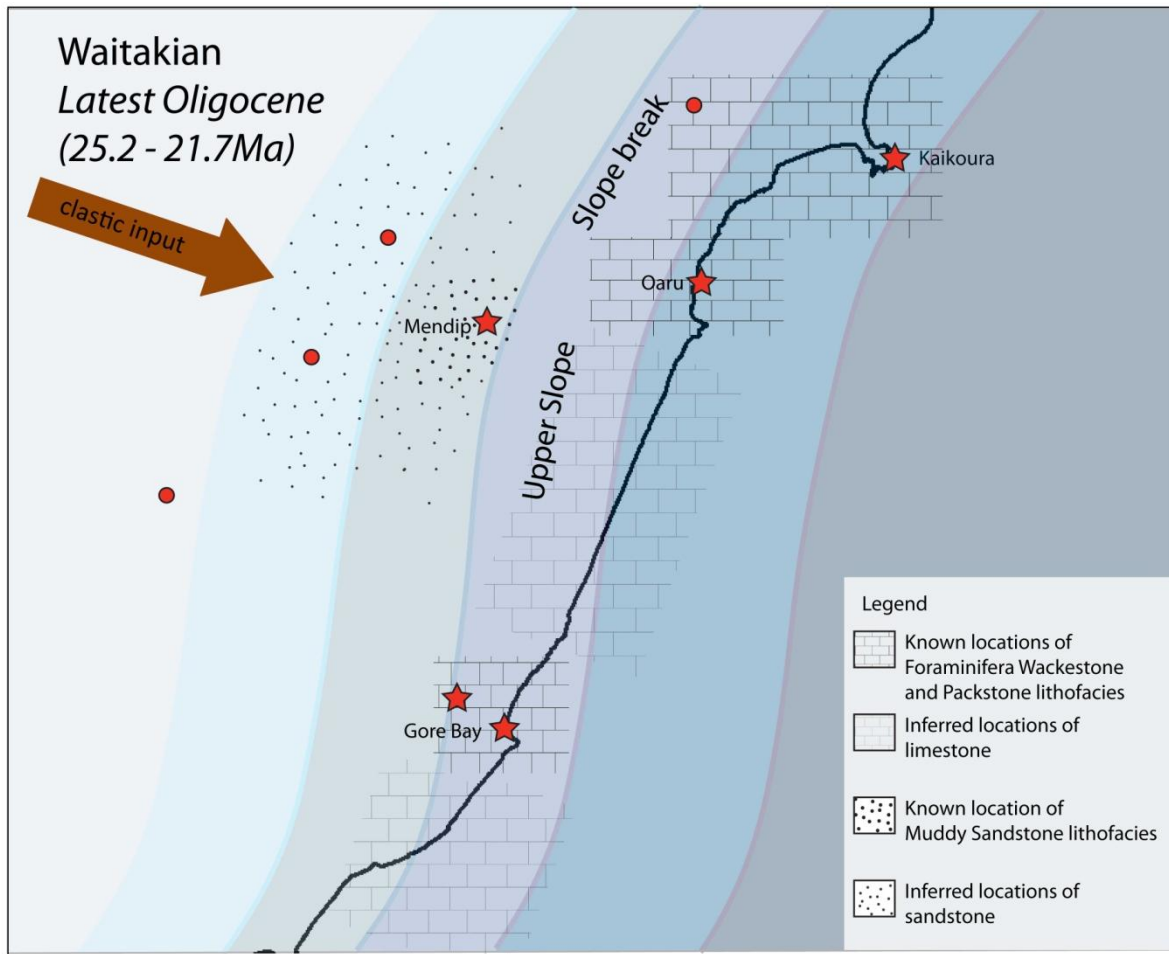 Waitakian
Latest Oligocene
(25.2 - 21.7Ma)
clastic input
Slope break
Kaikoura
Oaru
Mendip
Upper Slope
Gore Bay
Legend
Known locations of
Foraminifera Wackestone
and Packstone lithofacies
Inferred locations of
limestone
Known location of
Muddy Sandstone lithofacies
Inferred locations of
sandstone